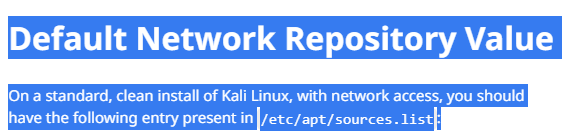 Default Network Repository Value
On a standard, clean install of Kali Linux, with network access, you should
have the following entry present in /etc/apt/sources.list: